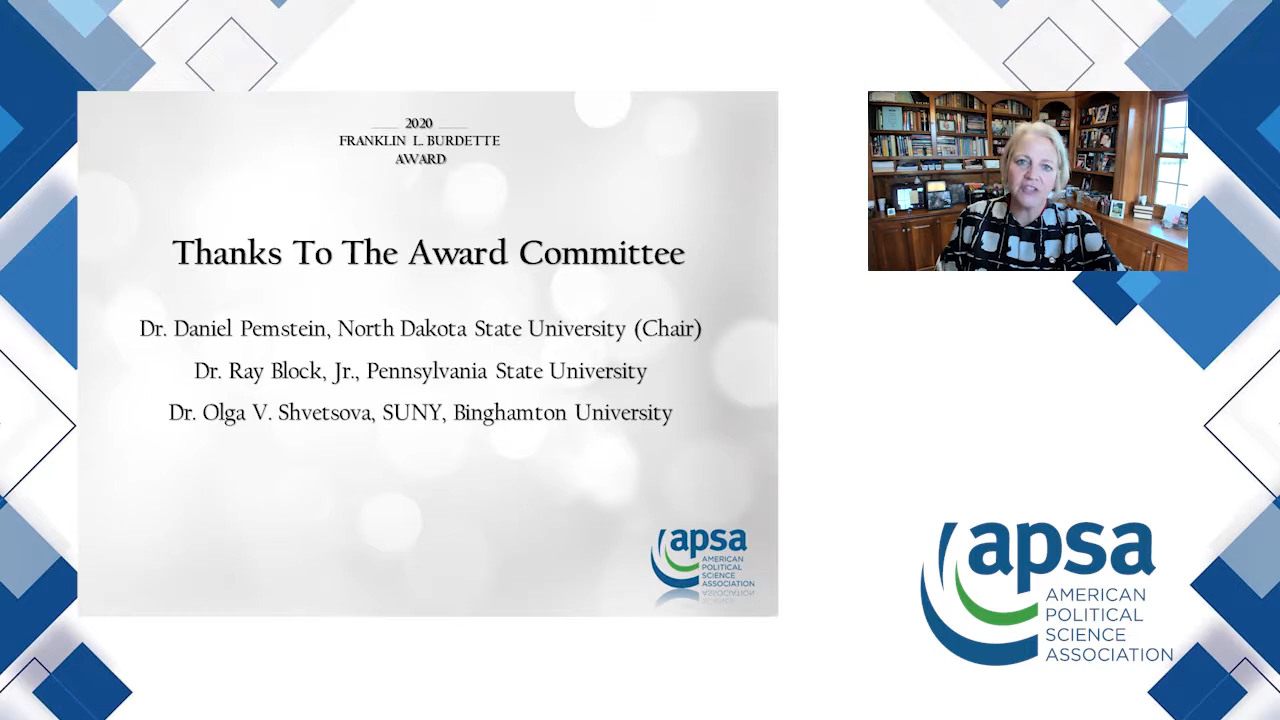 2020
FRANKLIN L. BURDETTE
AWARD
Thanks To The Award Committee
Dr. Daniel Pemstein, North Dakota State University (Chair)
Dr. Ray Block, Jr., Pennsylvania State University
Dr. Olga V. Shvetsova, SUNY, Binghamton University
apsa
AMERICAN
POLITICAL
SCIENCE
ASSOCIATION
apsa
AMERICAN
POLITICAL
SCIENCE
ASSOCIATION